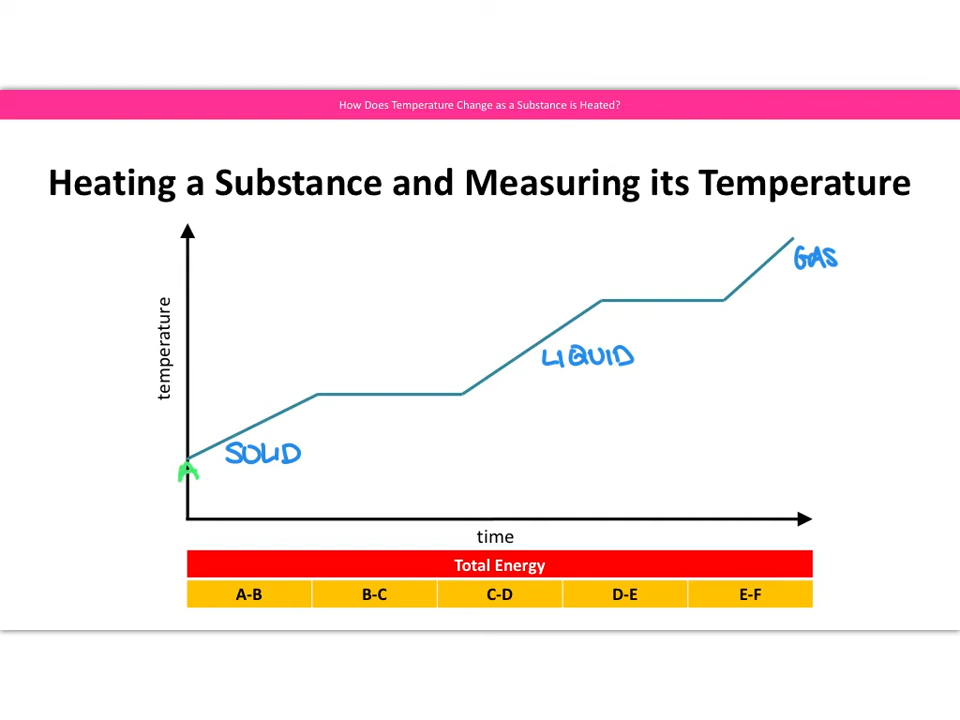 How Does Temperature Change as a Substance is Heated?
Heating a Substance and Measuring its Temperature
GAS
temperature
LIQUID
SOLID
A
time
Total Energy
A-B B-C C-D D-E E-F